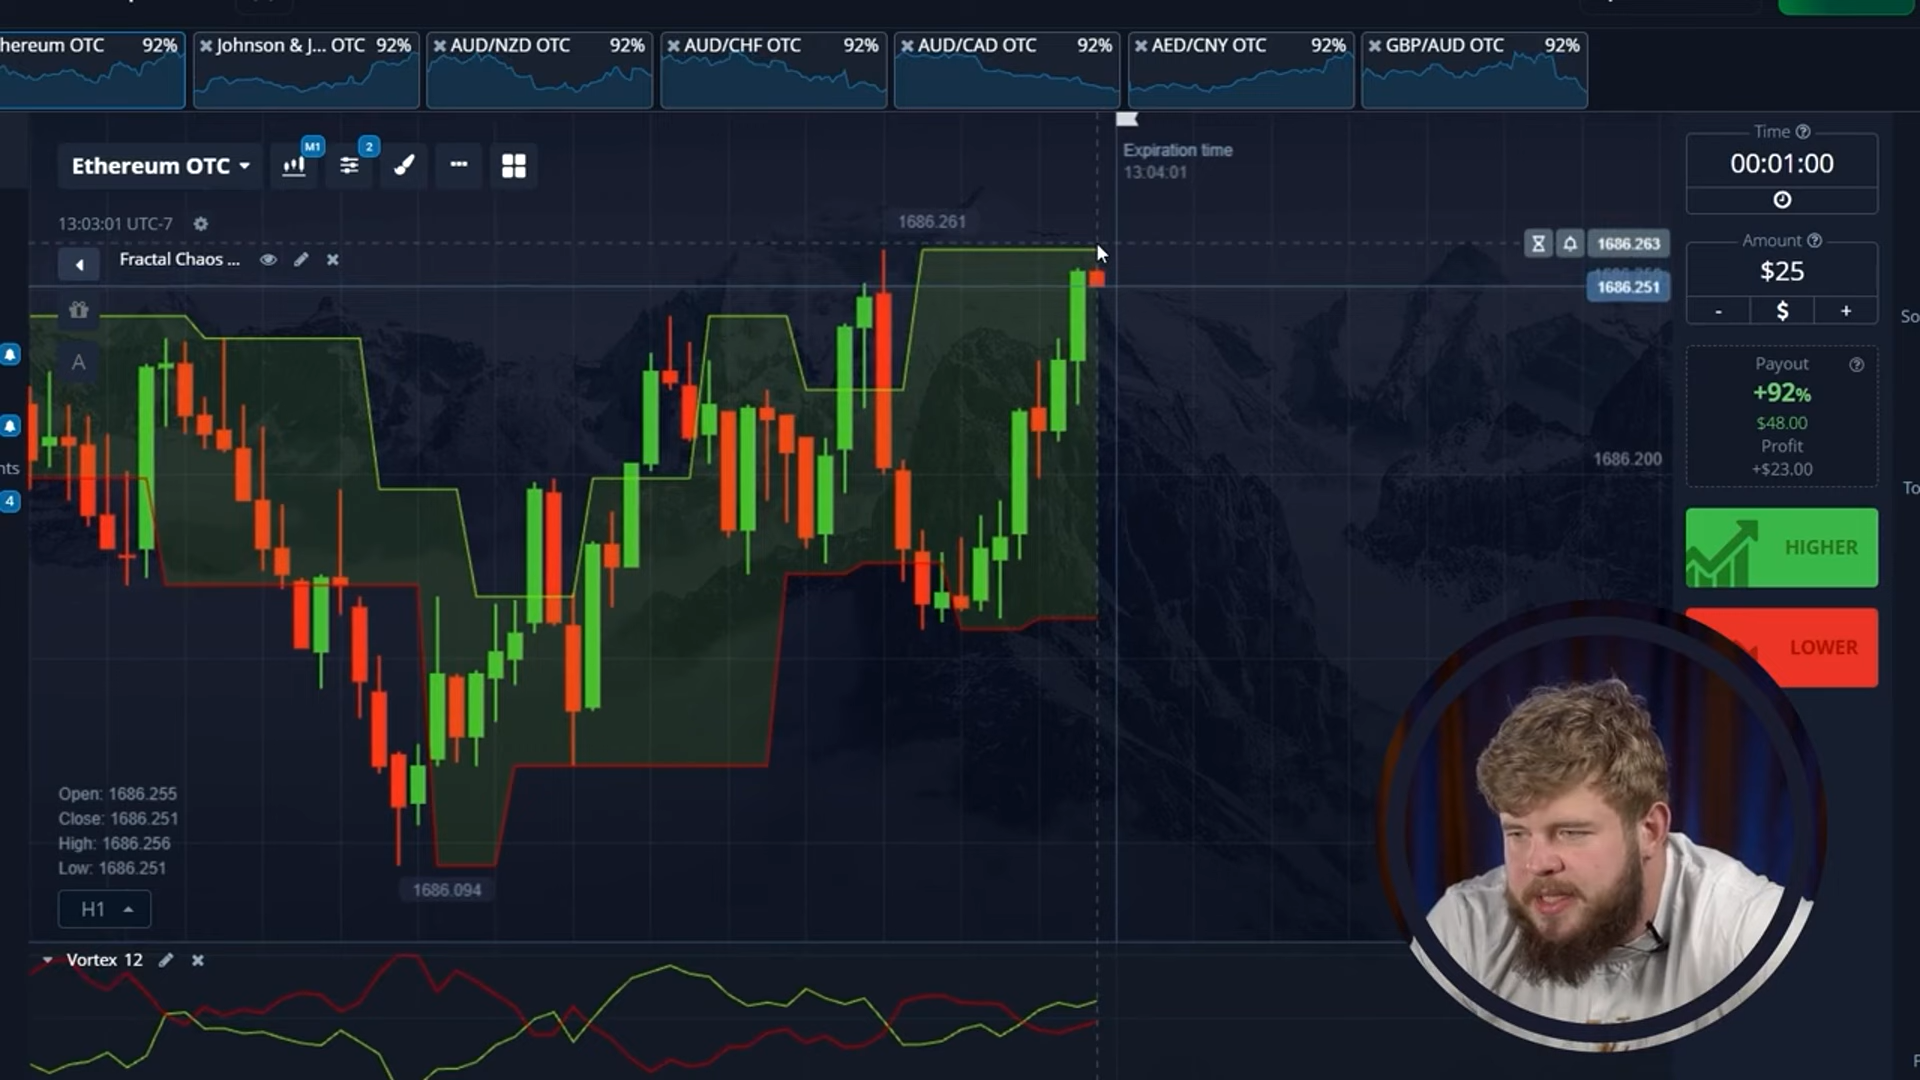 hereum OTC 92%
Johnson & J... OTC 92%
AUD/NZD OTC 92%
AUD/CHF OTC 92%
AUD/CAD OTC 92%
AED/CNY OTC 92%
GBP/AUD OTC 92%
Ethereum OTC
M1
2
Expiration time
13:04:01
13:03:01 UTC-7
Fractal Chaos ...
A
nts
4
1686.261
1686.263
1686.251
1686.200
1686.094
Open: 1686.255
Close: 1686.251
High: 1686.256
Low: 1686.251
H1
Vortex 12
Time
00:01:00
Amount
$25
- $ +
Payout
+92%
$48.00
Profit
+$23.00
HIGHER
LOWER
So
To